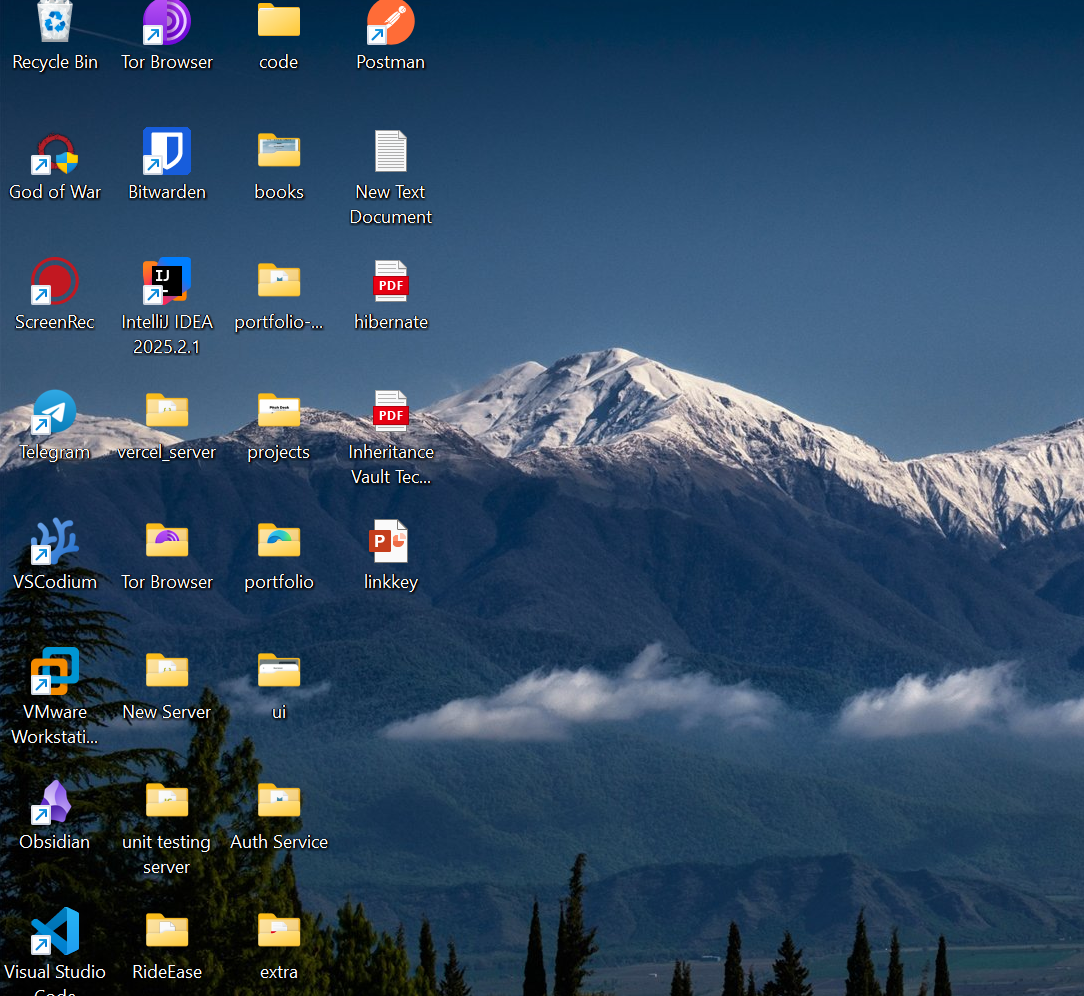 Recycle Bin
Tor Browser
code
Postman
God of War
Bitwarden
books
New Text
Document
ScreenRec
IJ
IntelliJ IDEA
2025.2.1
portfolio-...
PDF
hibernate
Telegram
vercel_server
projects
PDF
Inheritance
Vault Tec...
VSCodium
Tor Browser
portfolio
P
linkkey
VMware
Workstati...
New Server
ui
Obsidian
unit testing
server
Auth Service
Visual Studio
Code
RideEase
extra